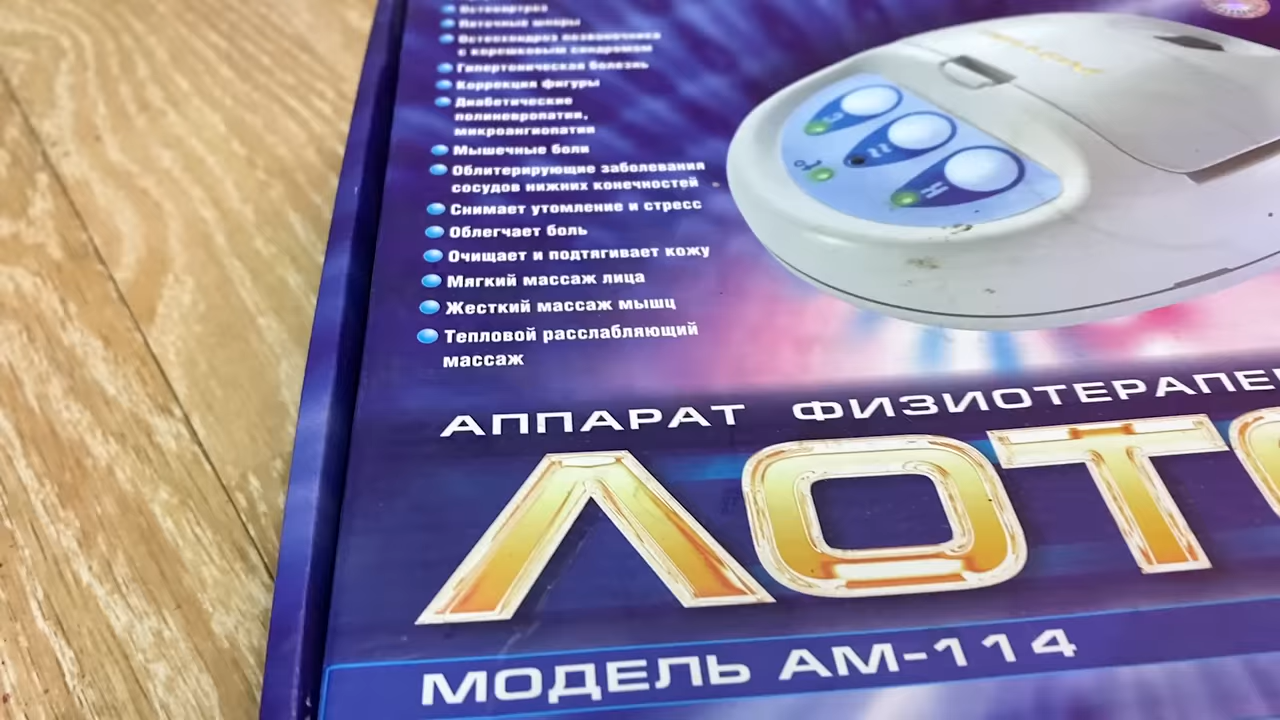 Остеоартроз
Пяточные шпоры
Остеохондроз позвоночника
с корешковым синдромом
Гипертоническая болезнь
Коррекция фигуры
Диабетические
полиневропатии,
микроангиопатии
Мышечные боли
Облитерирующие заболевания
сосудов нижних конечностей
Снимает утомление и стресс
Облегчает боль
Очищает и подтягивает кожу
Мягкий массаж лица
Жесткий массаж мышц
Тепловой расслабляющий
массаж
АППАРАТ ФИЗИОТЕРАПЕ
ЛОТО
МОДЕЛЬ АМ-114